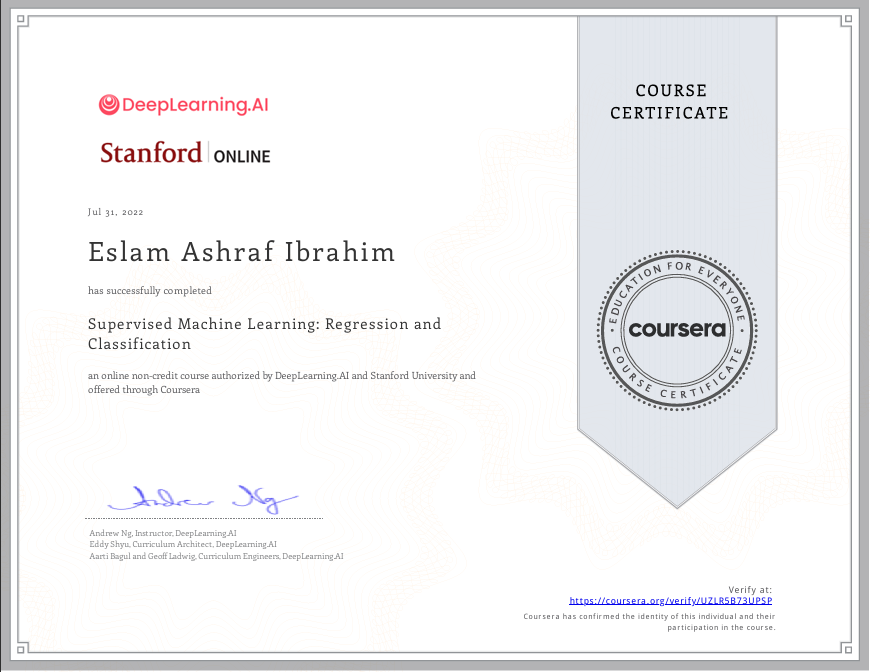 DeepLearning.AI
Stanford ONLINE
COURSE
CERTIFICATE
Jul 31, 2022
Eslam Ashraf Ibrahim
has successfully completed
Supervised Machine Learning: Regression and
Classification
an online non-credit course authorized by DeepLearning.AI and Stanford University and
offered through Coursera
EDUCATION FOR EVERYONE
coursera
COURSE CERTIFICATE
Andrew Ng
Andrew Ng, Instructor, DeepLearning.AI
Eddy Shyu, Curriculum Architect, DeepLearning.AI
Aarti Bagul and Geoff Ladwig, Curriculum Engineers, DeepLearning.AI
Verify at:
https://coursera.org/verify/UZLR5B73UPSP
Coursera has confirmed the identity of this individual and their
participation in the course.